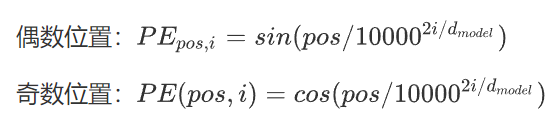 偶数位置：$PE_{pos,i} = sin(pos/10000^{2i/d_{model}})$
奇数位置：$PE(pos,i) = cos(pos/10000^{2i/d_{model}})$